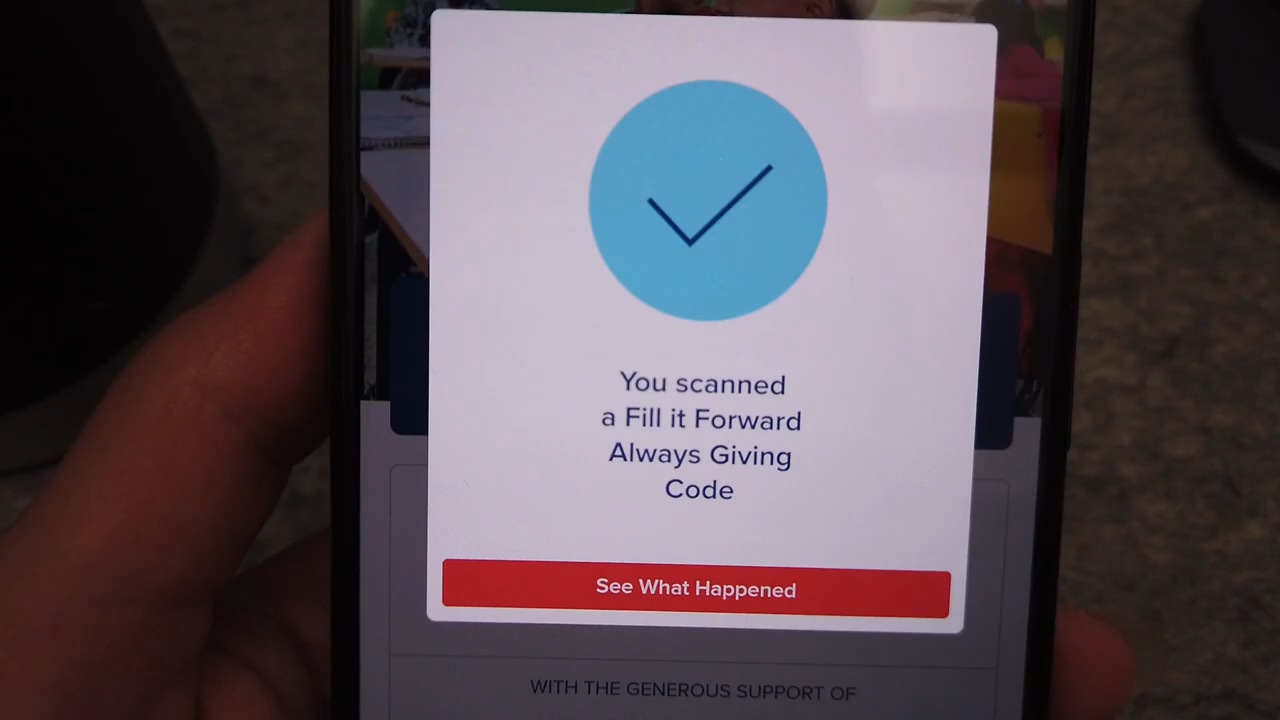 You scanned
a Fill it Forward
Always Giving
Code
See What Happened
WITH THE GENEROUS SUPPORT OF